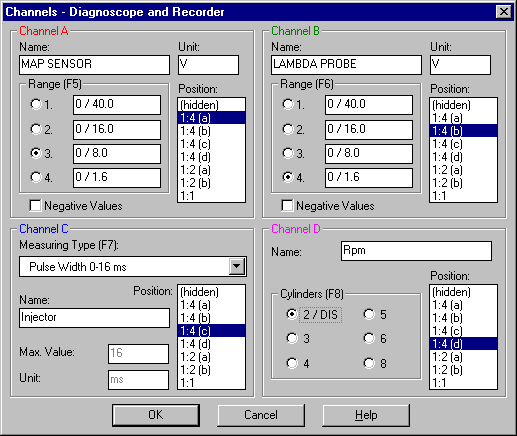 Channels - Diagnoscope and Recorder
Channel A
Name:
Unit:
MAP SENSOR
V
Range (F5)
1. 0 / 40.0
2. 0 / 16.0
3. 0 / 8.0
4. 0 / 1.6
Negative Values
Position:
(hidden)
1:4 (a)
1:4 (b)
1:4 (c)
1:4 (d)
1:2 (a)
1:2 (b)
1:1
Channel B
Name:
Unit:
LAMBDA PROBE
V
Range (F6)
1. 0 / 40.0
2. 0 / 16.0
3. 0 / 8.0
4. 0 / 1.6
Negative Values
Position:
(hidden)
1:4 (a)
1:4 (b)
1:4 (c)
1:4 (d)
1:2 (a)
1:2 (b)
1:1
Channel C
Measuring Type (F7):
Pulse Width 0-16 ms
Name:
Injector
Max. Value: 16
Unit: ms
Position:
(hidden)
1:4 (a)
1:4 (b)
1:4 (c)
1:4 (d)
1:2 (a)
1:2 (b)
1:1
Channel D
Name: Rpm
Cylinders (F8)
2 / DIS
5
3
6
4
8
Position:
(hidden)
1:4 (a)
1:4 (b)
1:4 (c)
1:4 (d)
1:2 (a)
1:2 (b)
1:1
OK
Cancel
Help